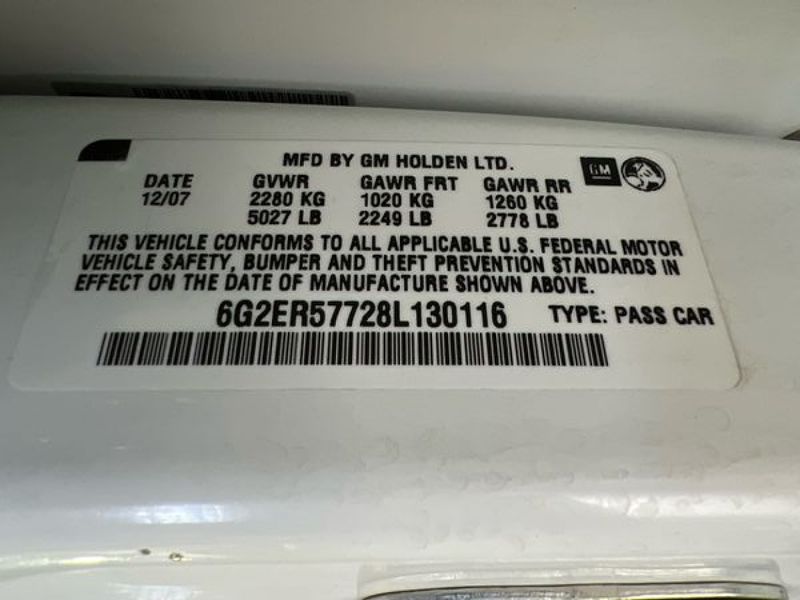 MFD BY GM HOLDEN LTD.
GM
DATE GVWR GAWR FRT GAWR RR
12/07 2280 KG 1020 KG 1260 KG
5027 LB 2249 LB 2778 LB
THIS VEHICLE CONFORMS TO ALL APPLICABLE U.S. FEDERAL MOTOR
VEHICLE SAFETY, BUMPER AND THEFT PREVENTION STANDARDS IN
EFFECT ON THE DATE OF MANUFACTURE SHOWN ABOVE.
6G2ER57728L130116 TYPE: PASS CAR